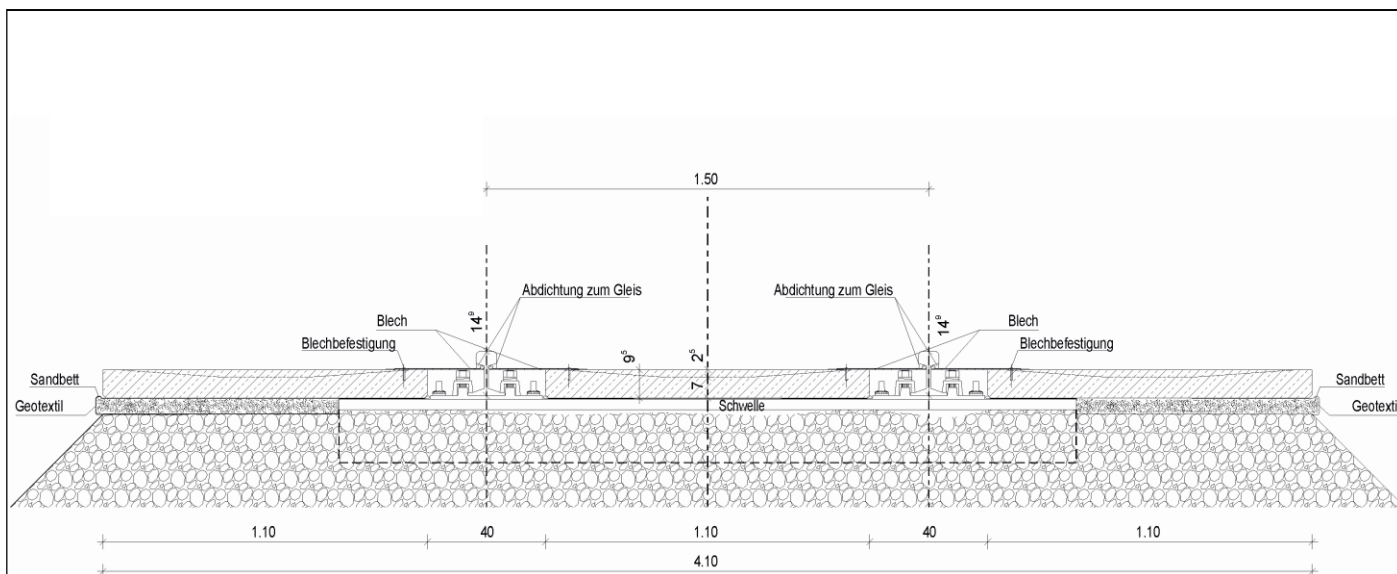 1.50
Abdichtung zum Gleis
Abdichtung zum Gleis
14⁹
14⁹
Blech
Blech
Blechbefestigung
Blechbefestigung
9⁵
2⁵
7
Sandbett
Sandbett
Geotextil
Geotexti
Schwelle
1.10
40
1.10
40
1.10
4.10